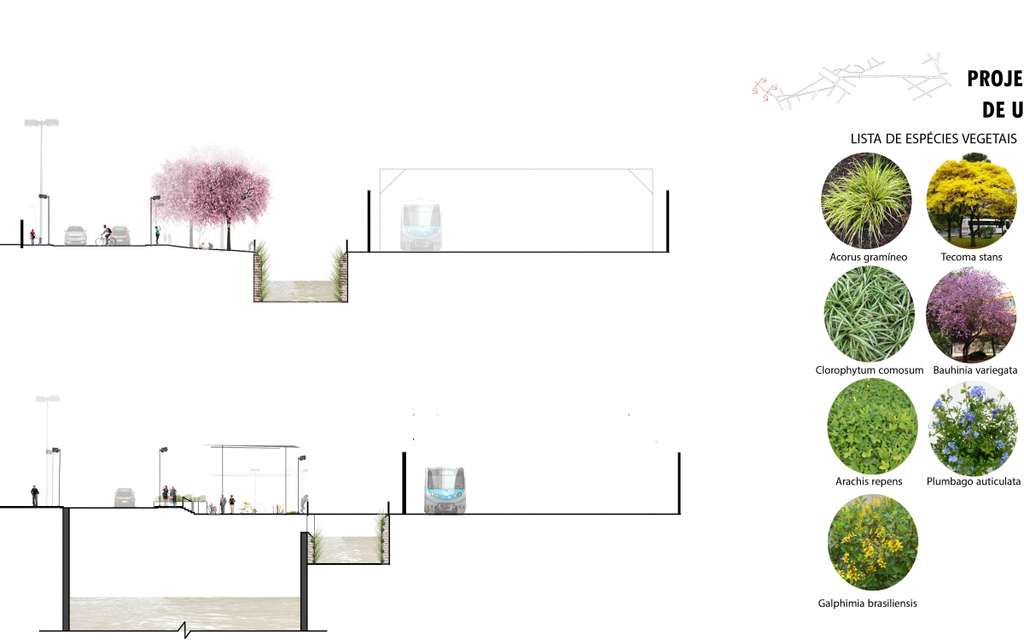 PROJE
DE U
LISTA DE ESPÉCIES VEGETAIS
Acorus gramíneo
Tecoma stans
Clorophytum comosum
Bauhinia variegata
Arachis repens
Plumbago auticulata
Galphimia brasiliensis